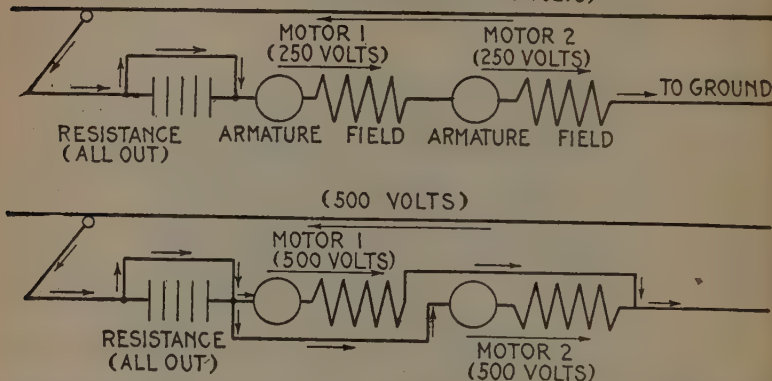 MOTOR 1 MOTOR 2
(250 VOLTS) (250 VOLTS)
TO GROUND
RESISTANCE ARMATURE FIELD ARMATURE FIELD
(ALL OUT)
(500 VOLTS)
MOTOR 1
(500 VOLTS)
RESISTANCE
(ALL OUT)
MOTOR 2
(500 VOLTS)